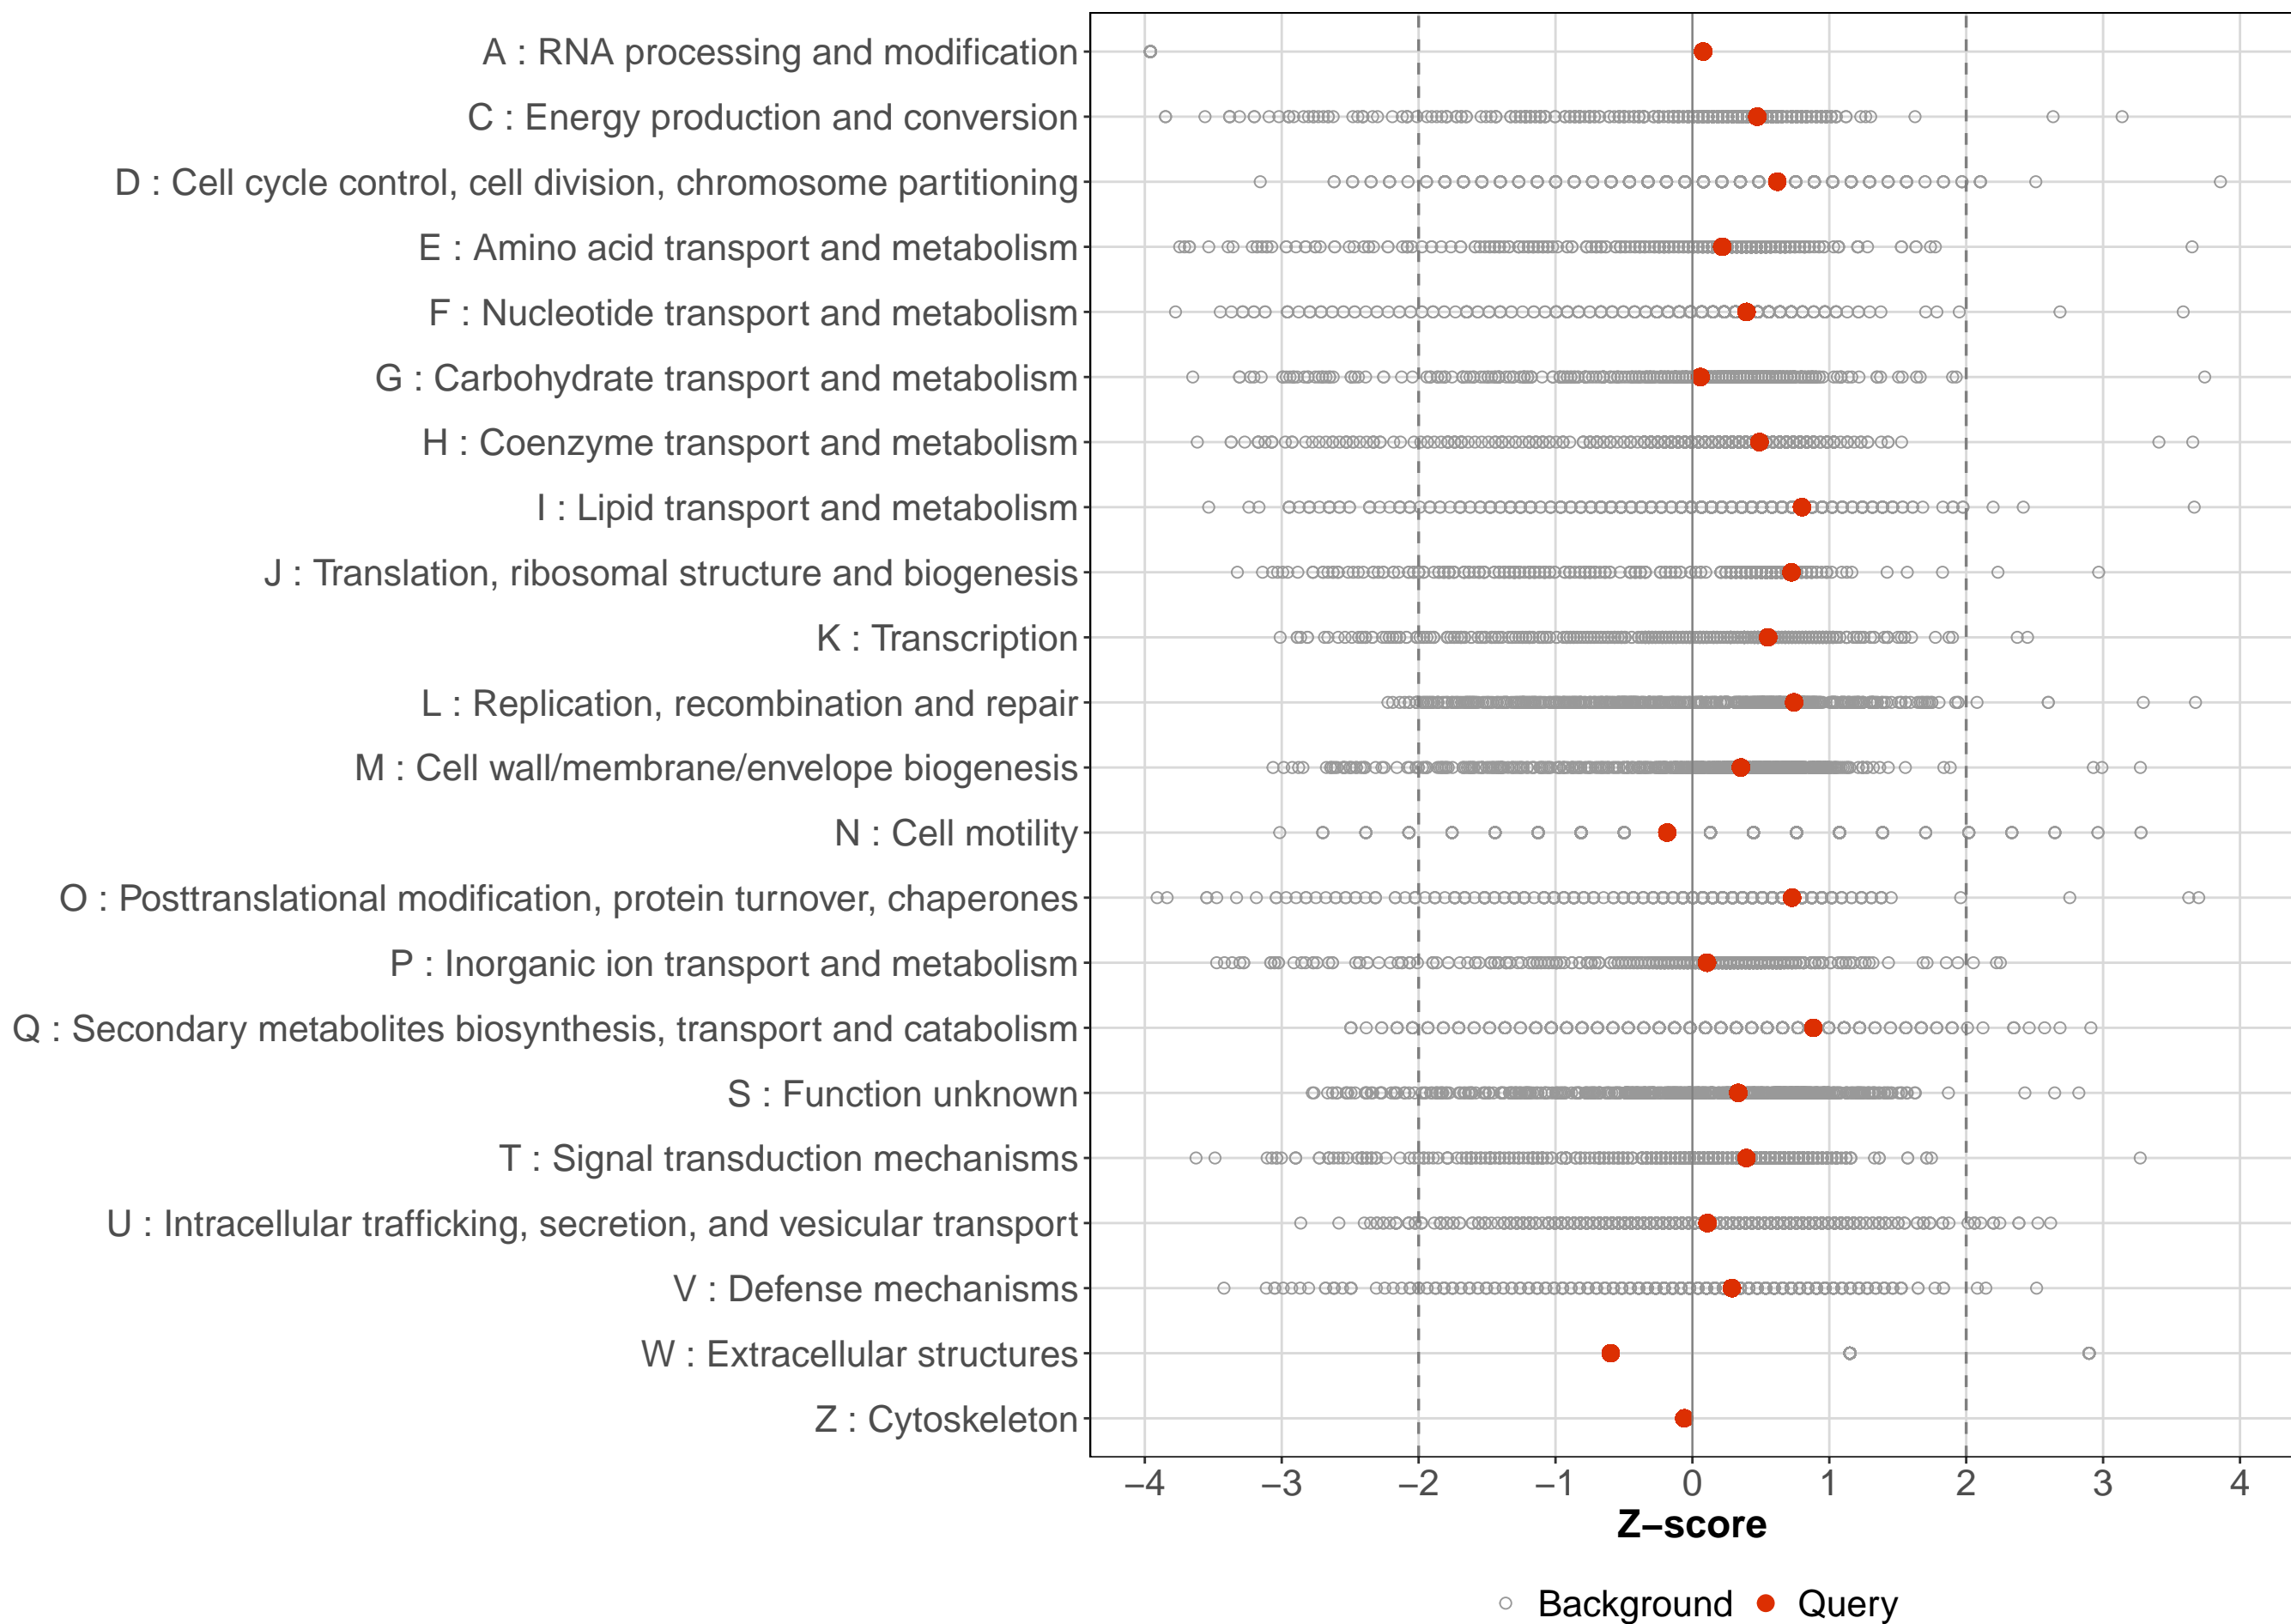 A : RNA processing and modification
C : Energy production and conversion
D : Cell cycle control, cell division, chromosome partitioning
E : Amino acid transport and metabolism
F : Nucleotide transport and metabolism
G : Carbohydrate transport and metabolism
H : Coenzyme transport and metabolism
I : Lipid transport and metabolism
J : Translation, ribosomal structure and biogenesis
K : Transcription
L : Replication, recombination and repair
M : Cell wall/membrane/envelope biogenesis
N : Cell motility
O : Posttranslational modification, protein turnover, chaperones
P : Inorganic ion transport and metabolism
Q : Secondary metabolites biosynthesis, transport and catabolism
S : Function unknown
T : Signal transduction mechanisms
U : Intracellular trafficking, secretion, and vesicular transport
V : Defense mechanisms
W : Extracellular structures
Z : Cytoskeleton
−4 −3 −2 −1 0 1 2 3 4
Z−score
Background Query